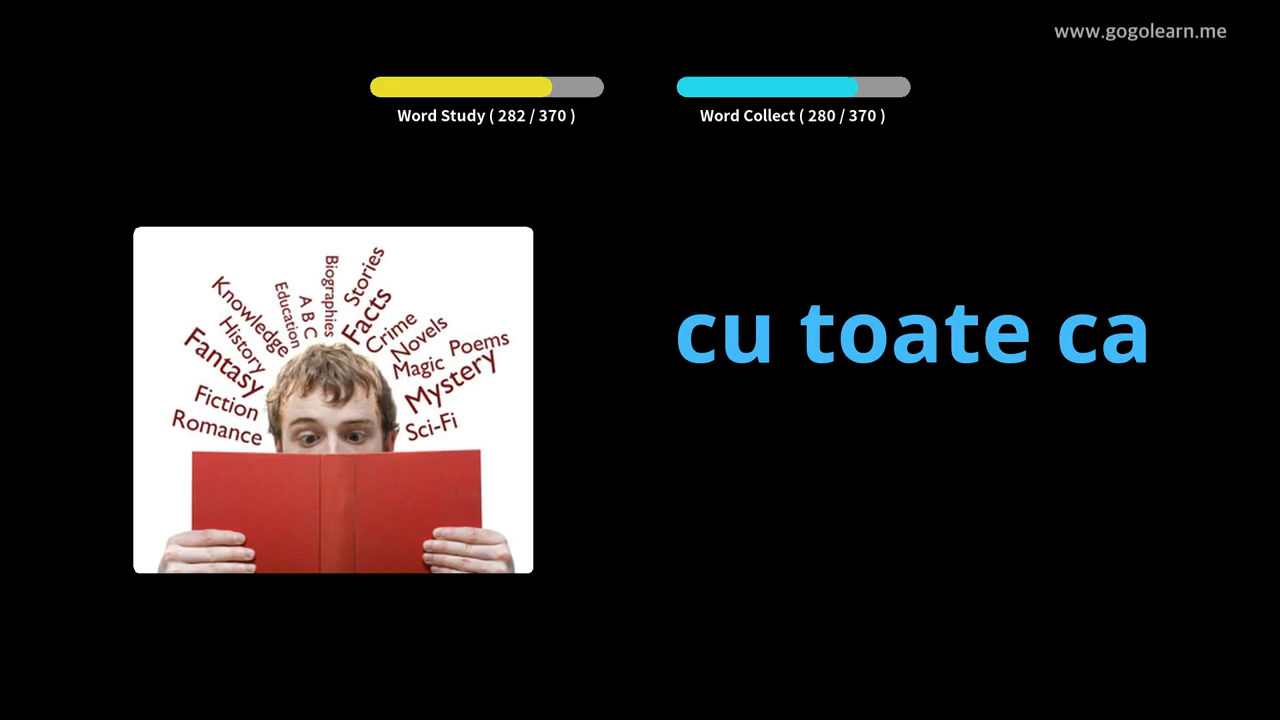 www.gogolearn.me
Word Study ( 282 / 370 )
Word Collect ( 280 / 370 )
cu toate ca
Knowledge
Education
A B C
Biographies
Stories
Facts
Crime
Novels
Poems
History
Fantasy
Magic
Mystery
Fiction
Romance
Sci-Fi